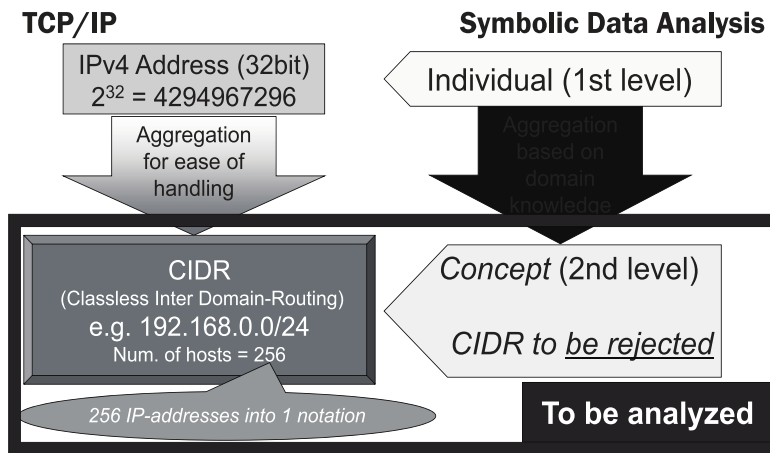 TCP/IP
Symbolic Data Analysis
IPv4 Address (32bit)
2³² = 4294967296
Individual (1st level)
Aggregation
for ease of
handling
Aggregation
based on
domain
knowledge
CIDR
(Classless Inter Domain-Routing)
e.g. 192.168.0.0/24
Num. of hosts = 256
Concept (2nd level)
CIDR to be rejected
256 IP-addresses into 1 notation
To be analyzed